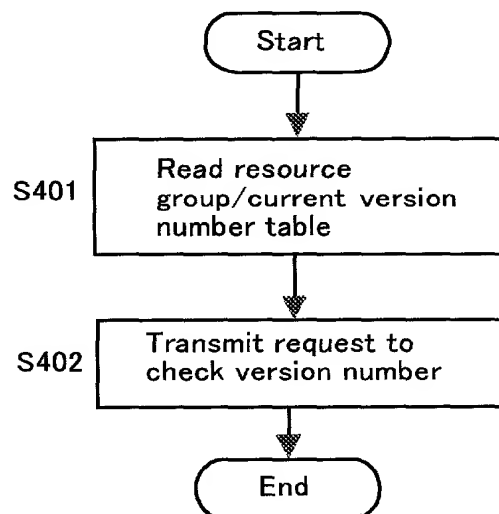 Start
S401
Read resource
group/current version
number table
S402
Transmit request to
check version number
End